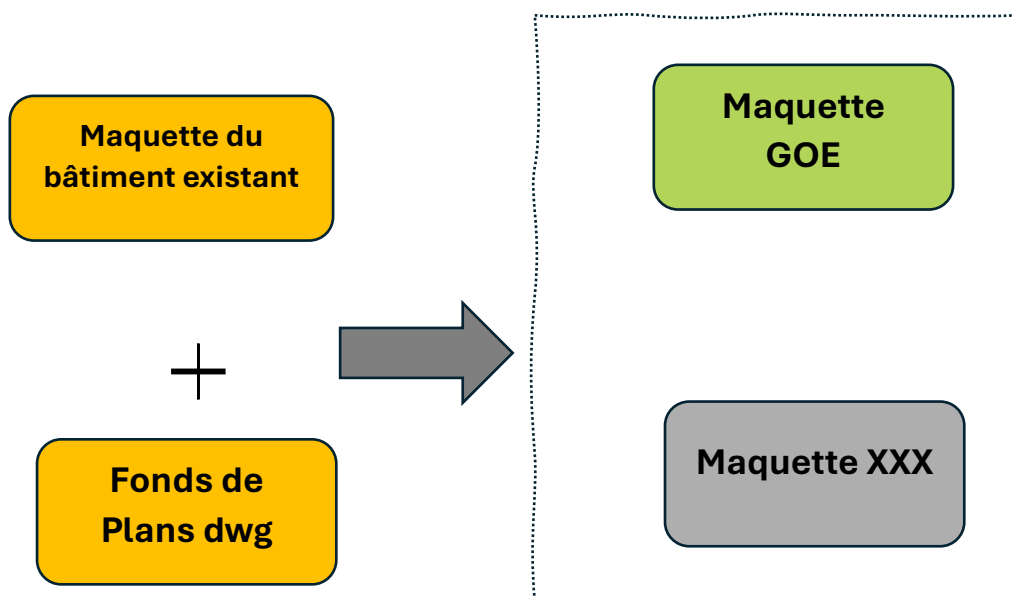 Maquette du
bâtiment existant
Fonds de
Plans dwg
Maquette
GOE
Maquette XXX